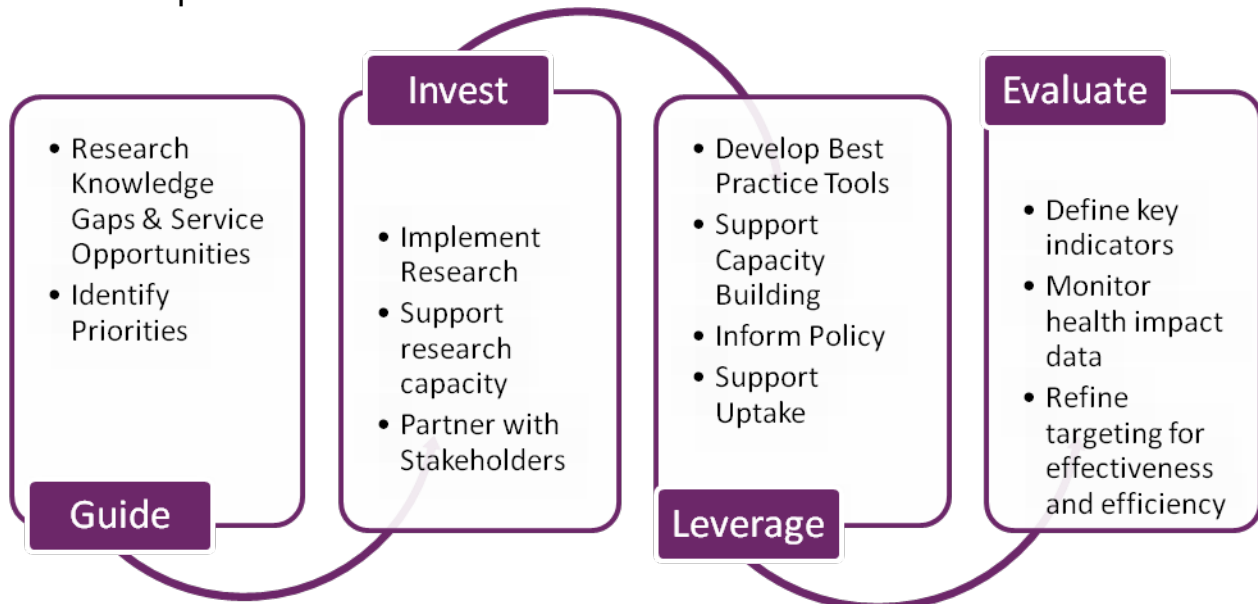 • Research
Knowledge
Gaps & Service
Opportunities
• Identify
Priorities
Guide
Invest
• Implement
Research
• Support
research
capacity
• Partner with
Stakeholders
• Develop Best
Practice Tools
• Support
Capacity
Building
• Inform Policy
• Support
Uptake
Leverage
Evaluate
• Define key
indicators
• Monitor
health impact
data
• Refine
targeting for
effectiveness
and efficiency